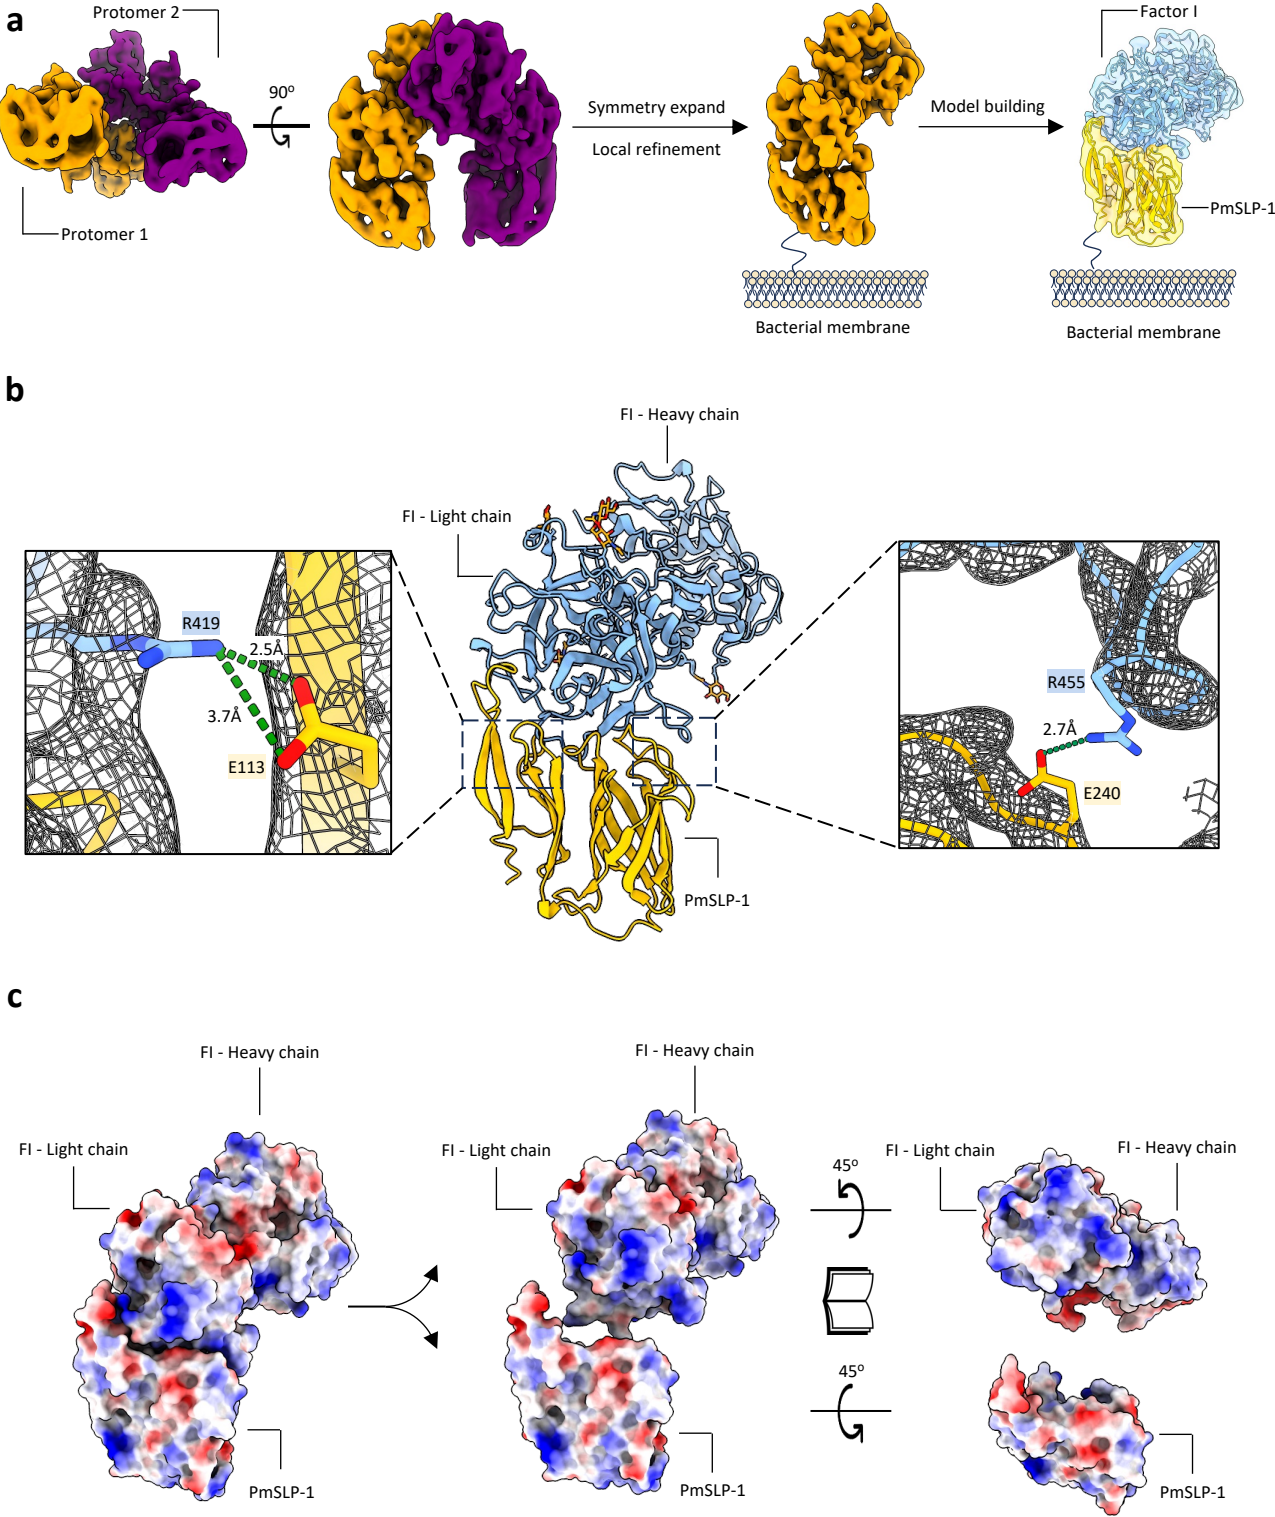 a
Protomer 2
Factor I
90°
Symmetry expand
Local refinement
Model building
PmSLP-1
Protomer 1
Bacterial membrane
Bacterial membrane
b
FI - Heavy chain
FI - Light chain
R419
2.5Å
3.7Å
E113
R455
2.7Å
E240
PmSLP-1
c
FI - Heavy chain
FI - Heavy chain
FI - Light chain
FI - Light chain
45°
FI - Light chain
FI - Heavy chain
45°
PmSLP-1
PmSLP-1
PmSLP-1